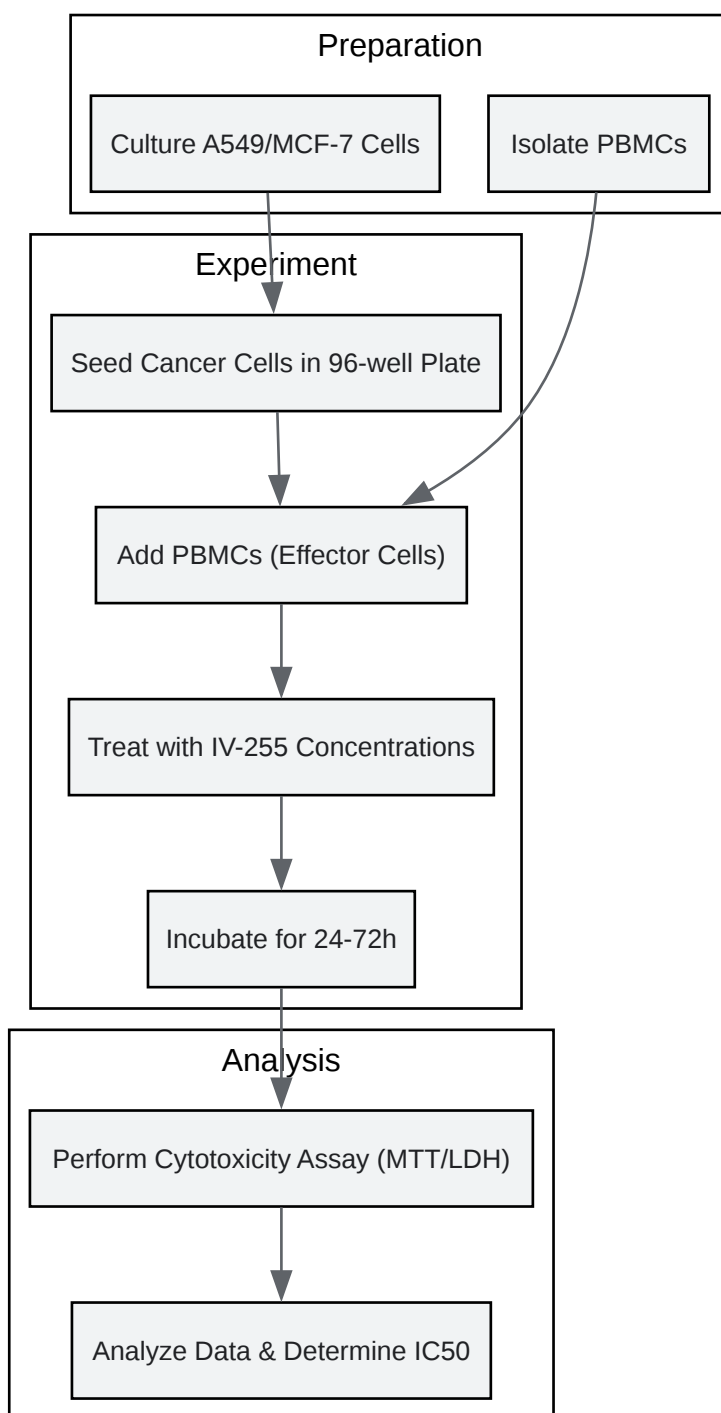 Preparation
Culture A549/MCF-7 Cells
Isolate PBMCs
Experiment
Seed Cancer Cells in 96-well Plate
Add PBMCs (Effector Cells)
Treat with IV-255 Concentrations
Incubate for 24-72h
Analysis
Perform Cytotoxicity Assay (MTT/LDH)
Analyze Data & Determine IC50